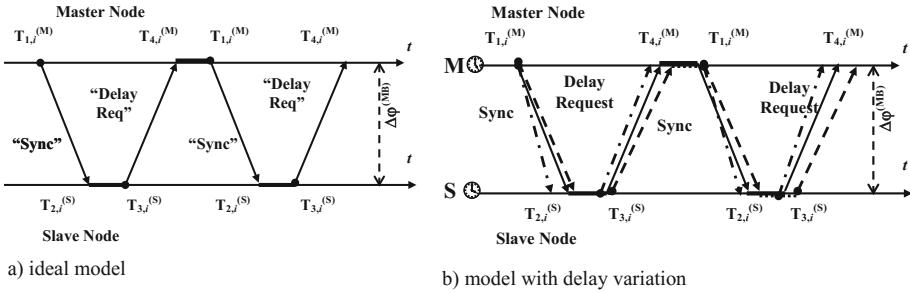 Master Node
T1,i(M) T4,i(M) T1,i(M) T4,i(M)
t
“Delay
Req”
“Delay
Req”
“Sync”
“Sync”
Δφ(MB)
t
T2,i(S) T3,i(S) T2,i(S) T3,i(S)
Slave Node
a) ideal model
Master Node
T1,i(M) T4,i(M) T1,i(M) T4,i(M)
t
M
Delay
Request
Delay
Request
Sync
Sync
Δφ(MB)
S
t
T2,i(S) T3,i(S) T2,i(S) T3,i(S)
Slave Node
b) model with delay variation